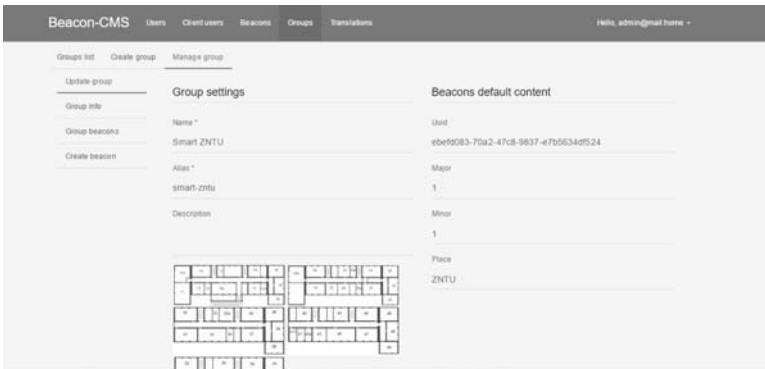 Beacon-CMS Users Client users Beacons Groups Translations Hello, admin@mail.home
Groups list Create group Manage group
Update group
Group info
Group beacons
Create beacon
Group settings
Name *
Smart ZNTU
Alias *
smart-zntu
Description
Beacons default content
Uuid
ebefd083-70a2-47c8-9837-e7b5634df524
Major
1
Minor
1
Place
ZNTU